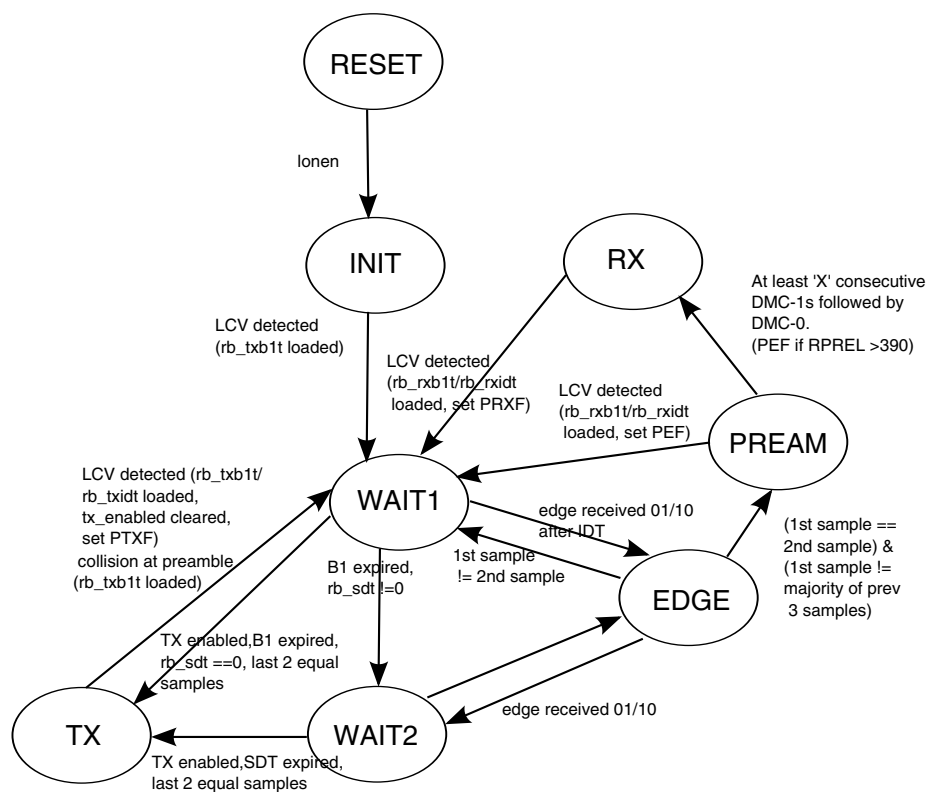 RESET
lonen
INIT
RX
At least 'X' consecutive
DMC-1s followed by
DMC-0.
(PEF if RPREL >390)
LCV detected
(rb_txb1t loaded)
LCV detected
(rb_rxb1t/rb_rxidt
loaded, set PRXF)
LCV detected
(rb_rxb1t/rb_rxidt
loaded, set PEF)
PREAM
LCV detected (rb_txb1t/
rb_txidt loaded,
tx_enabled cleared,
set PTXF)
collision at preamble
(rb_txb1t loaded)
WAIT1
edge received 01/10
after IDT
(1st sample ==
2nd sample) &
(1st sample !=
majority of prev
3 samples)
1st sample
!= 2nd sample
B1 expired,
rb_sdt !=0
EDGE
TX enabled,B1 expired,
rb_sdt ==0, last 2 equal
samples
edge received 01/10
TX
WAIT2
TX enabled,SDT expired,
last 2 equal samples